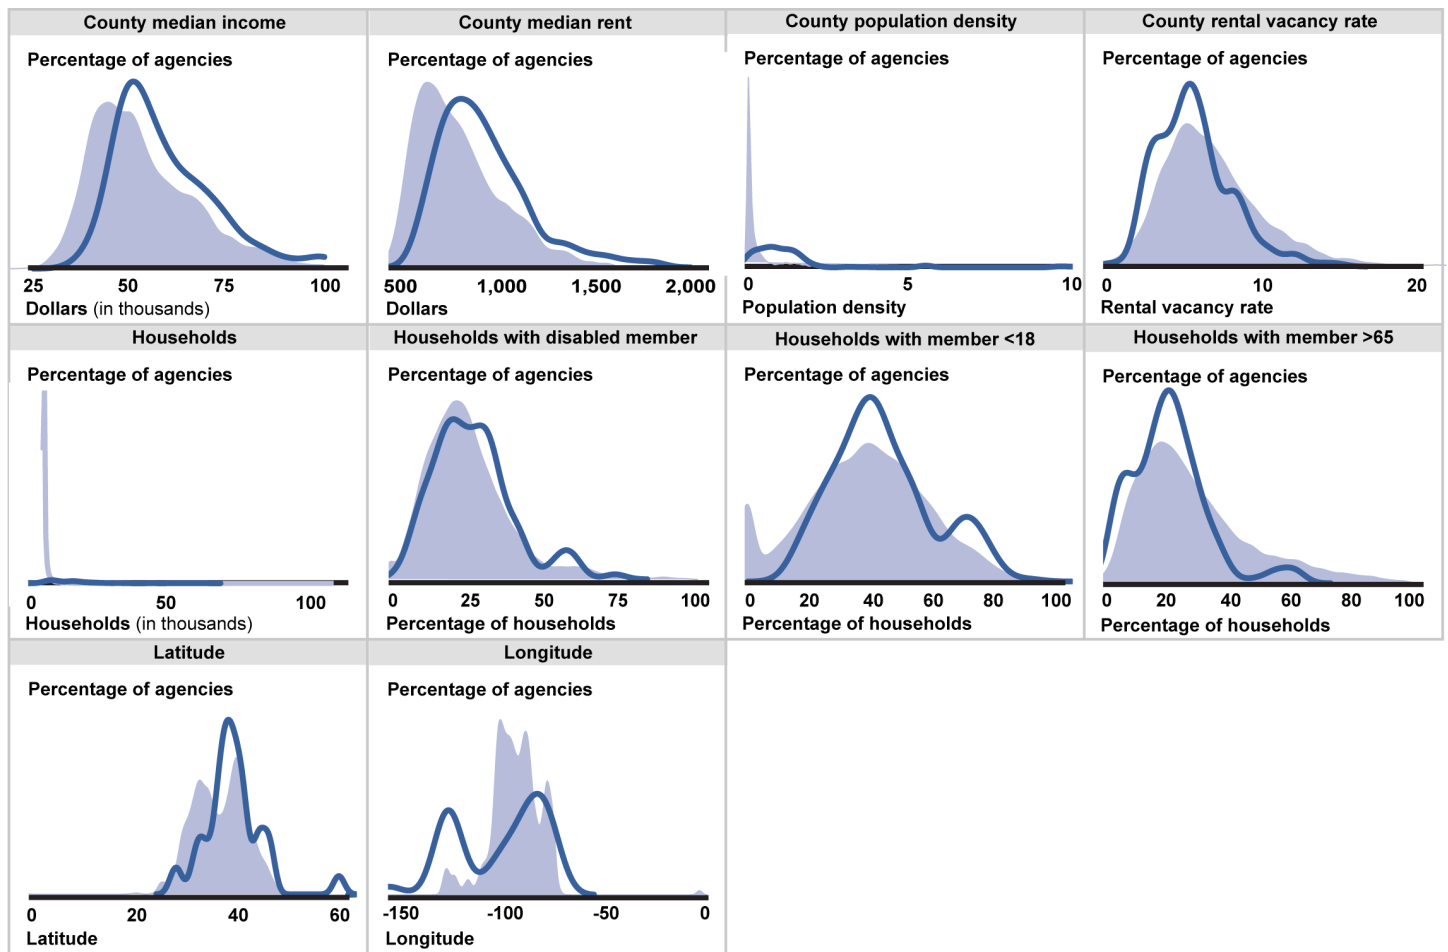 County median income
Percentage of agencies
25 50 75 100
Dollars (in thousands)
County median rent
Percentage of agencies
500 1,000 1,500 2,000
Dollars
County population density
Percentage of agencies
0 5 10
Population density
County rental vacancy rate
Percentage of agencies
0 10 20
Rental vacancy rate
Households
Percentage of agencies
0 50 100
Households (in thousands)
Households with disabled member
Percentage of agencies
0 25 50 75 100
Percentage of households
Households with member <18
Percentage of agencies
0 20 40 60 80 100
Percentage of households
Households with member >65
Percentage of agencies
0 20 40 60 80 100
Percentage of households
Latitude
Percentage of agencies
0 20 40 60
Latitude
Longitude
Percentage of agencies
-150 -100 -50 0
Longitude